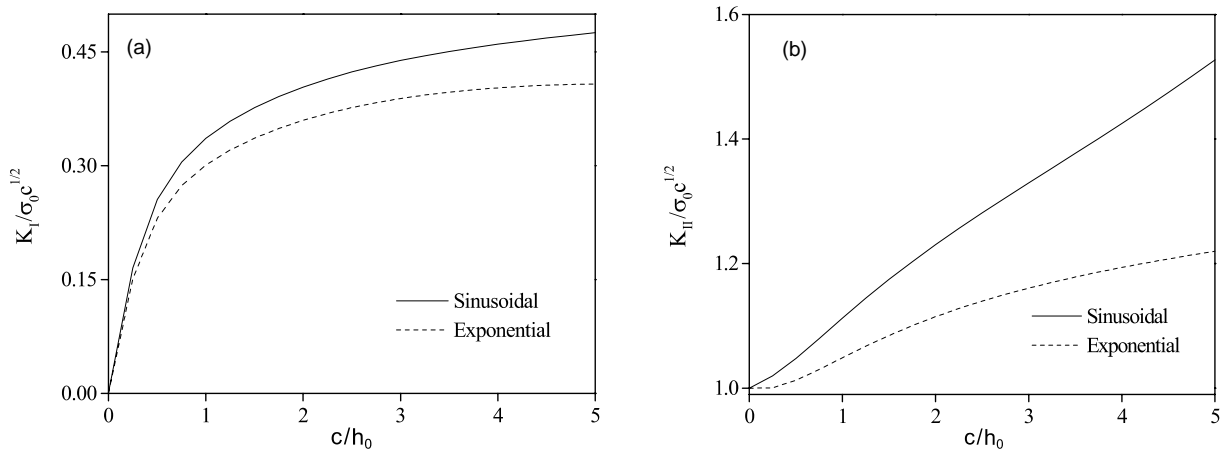 (a)
0.45
0.30
0.15
0.00
K_I/σ_0c^{1/2}
Sinusoidal
Exponential
0 1 2 3 4 5
c/h_0
(b)
1.6
1.4
1.2
1.0
K_{II}/σ_0c^{1/2}
Sinusoidal
Exponential
0 1 2 3 4 5
c/h_0